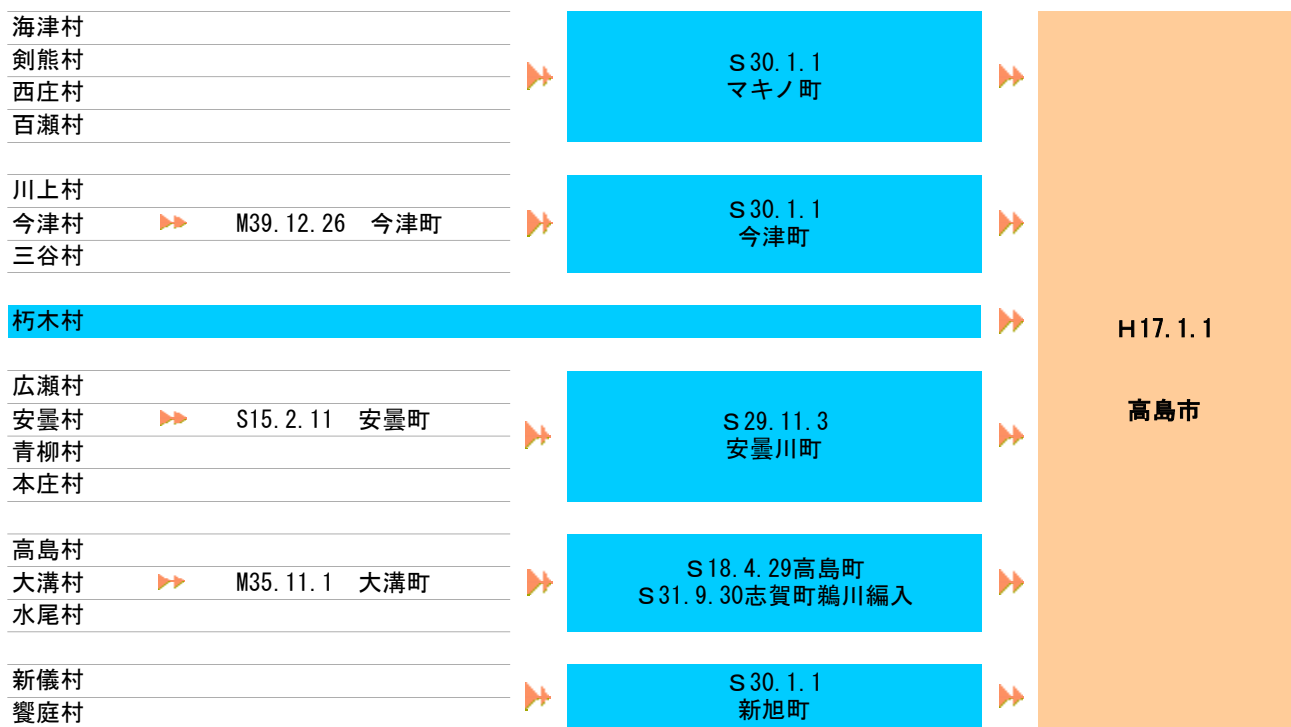 海津村
剣熊村
西庄村
百瀬村
S30.1.1
マキノ町
川上村
今津村 M39.12.26 今津町
三谷村
S30.1.1
今津町
朽木村
広瀬村
安曇村 S15.2.11 安曇町
青柳村
本庄村
S29.11.3
安曇川町
高島村
大溝村 M35.11.1 大溝町
水尾村
S18.4.29高島町
S31.9.30志賀町鵜川編入
新儀村
饗庭村
S30.1.1
新旭町
H17.1.1
高島市